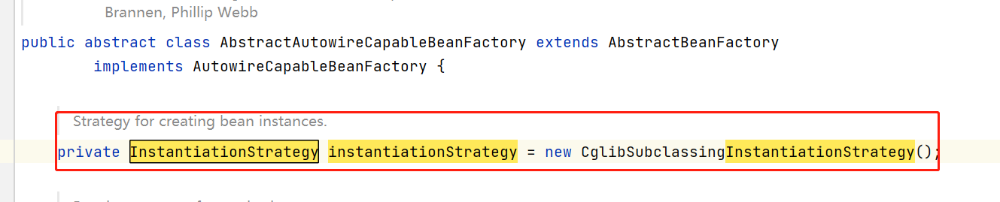 Brannen, Phillip Webb
public abstract class AbstractAutowireCapableBeanFactory extends AbstractBeanFactory
implements AutowireCapableBeanFactory {
Strategy for creating bean instances.
private InstantiationStrategy instantiationStrategy = new CglibSubclassingInstantiationStrategy();